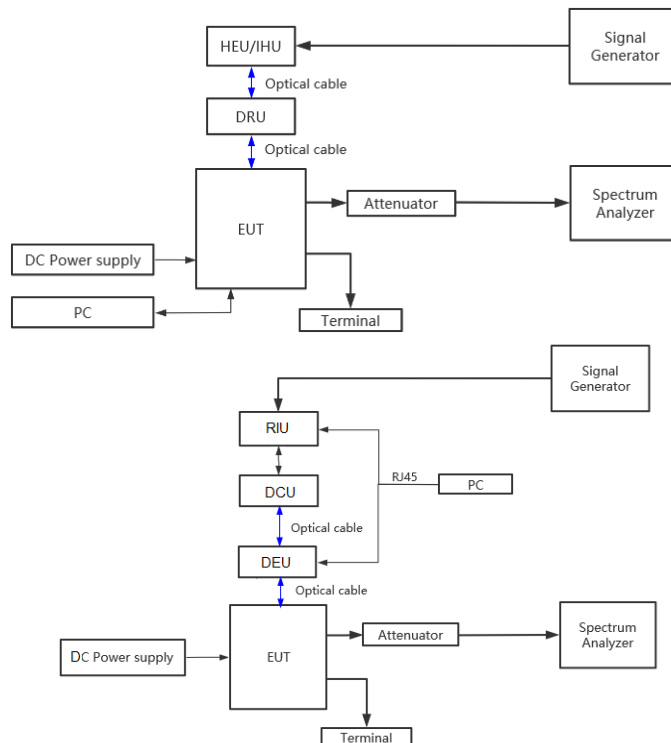 Signal
Generator
HEU/IHU
Optical cable
DRU
Optical cable
EUT
Attenuator
Spectrum
Analyzer
DC Power supply
PC
Terminal
Signal
Generator
RIU
RJ45
PC
DCU
Optical cable
DEU
Optical cable
EUT
Attenuator
Spectrum
Analyzer
DC Power supply
Terminal